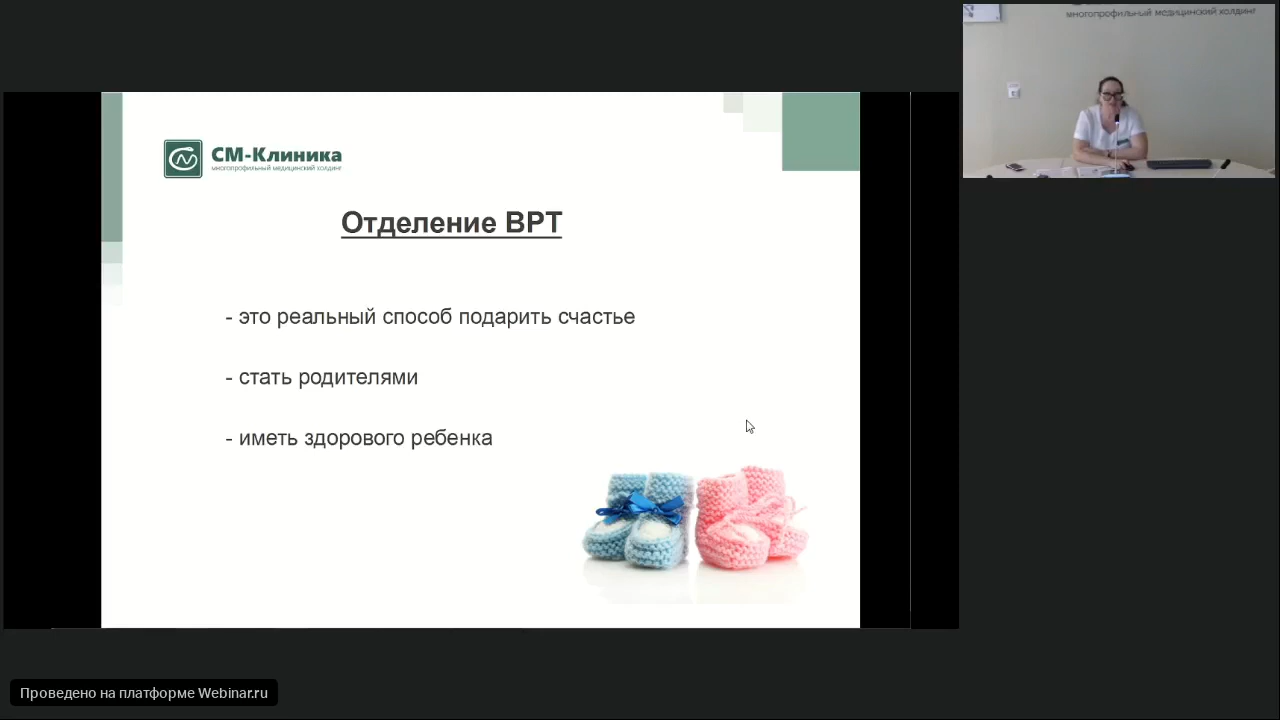 многопрофильный медицинский холдинг
СМ-Клиника
многопрофильный медицинский холдинг
Отделение ВРТ
- это реальный способ подарить счастье
- стать родителями
- иметь здорового ребенка
Проведено на платформе Webinar.ru